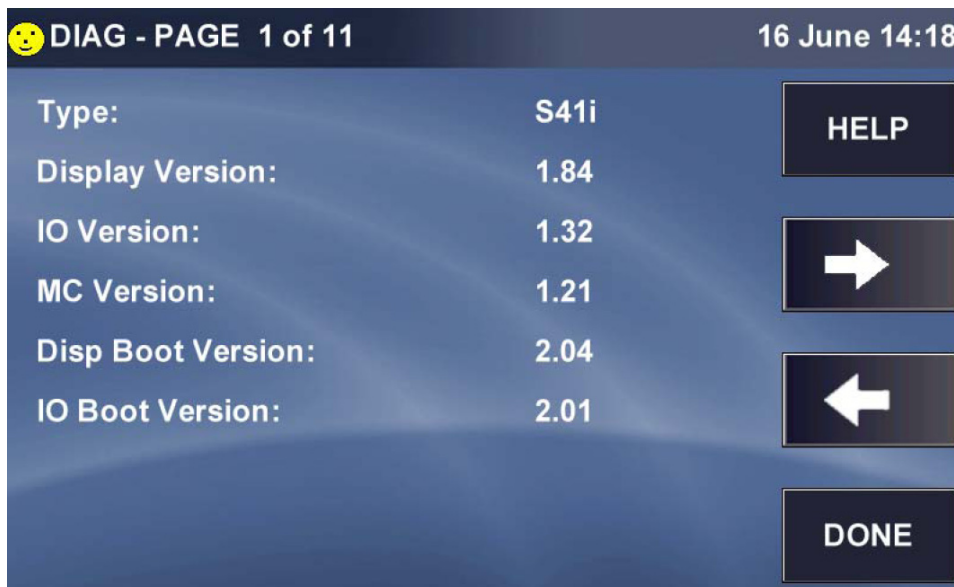 DIAG - PAGE 1 of 11
16 June 14:18
Type: S41i
Display Version: 1.84
IO Version: 1.32
MC Version: 1.21
Disp Boot Version: 2.04
IO Boot Version: 2.01
HELP
DONE